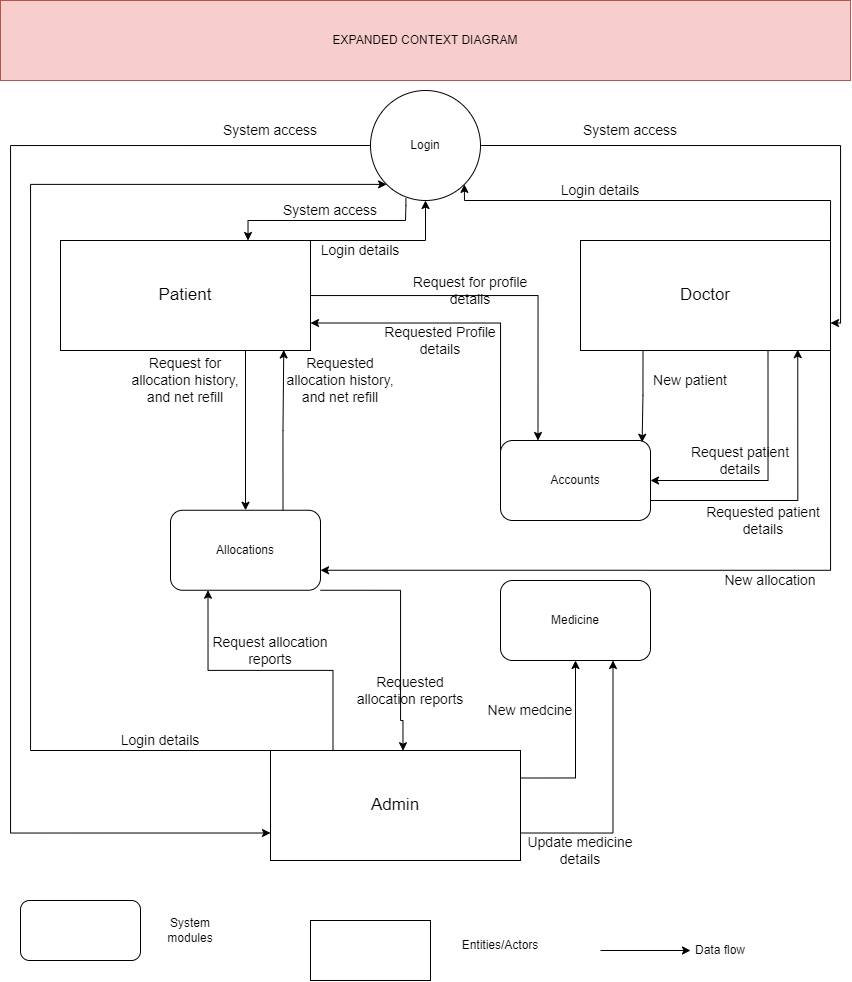 EXPANDED CONTEXT DIAGRAM
System access
System access
Login
Login details
System access
Login details
Patient
Doctor
Request for profile
details
Requested Profile
details
Request for
allocation history,
and net refill
Requested
allocation history,
and net refill
New patient
Request patient
details
Accounts
Requested patient
details
Allocations
New allocation
Medicine
Request allocation
reports
Requested
allocation reports
New medcine
Login details
Admin
Update medicine
details
System
modules
Entities/Actors
Data flow